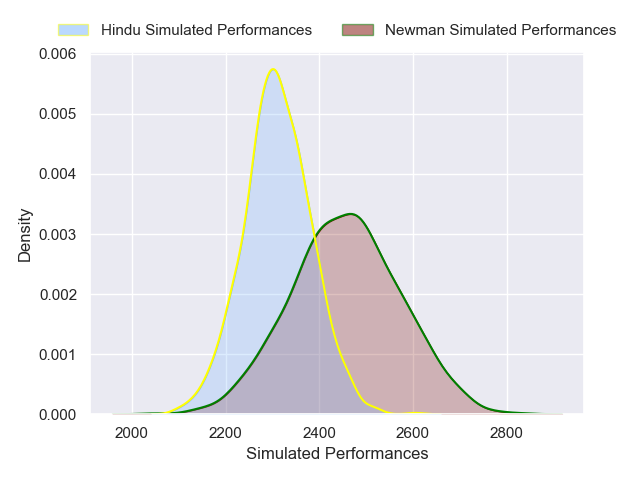 Hindu Simulated Performances Newman Simulated Performances
0.006
0.005
0.004
0.003
0.002
0.001
0.000
Density
2000 2200 2400 2600 2800
Simulated Performances